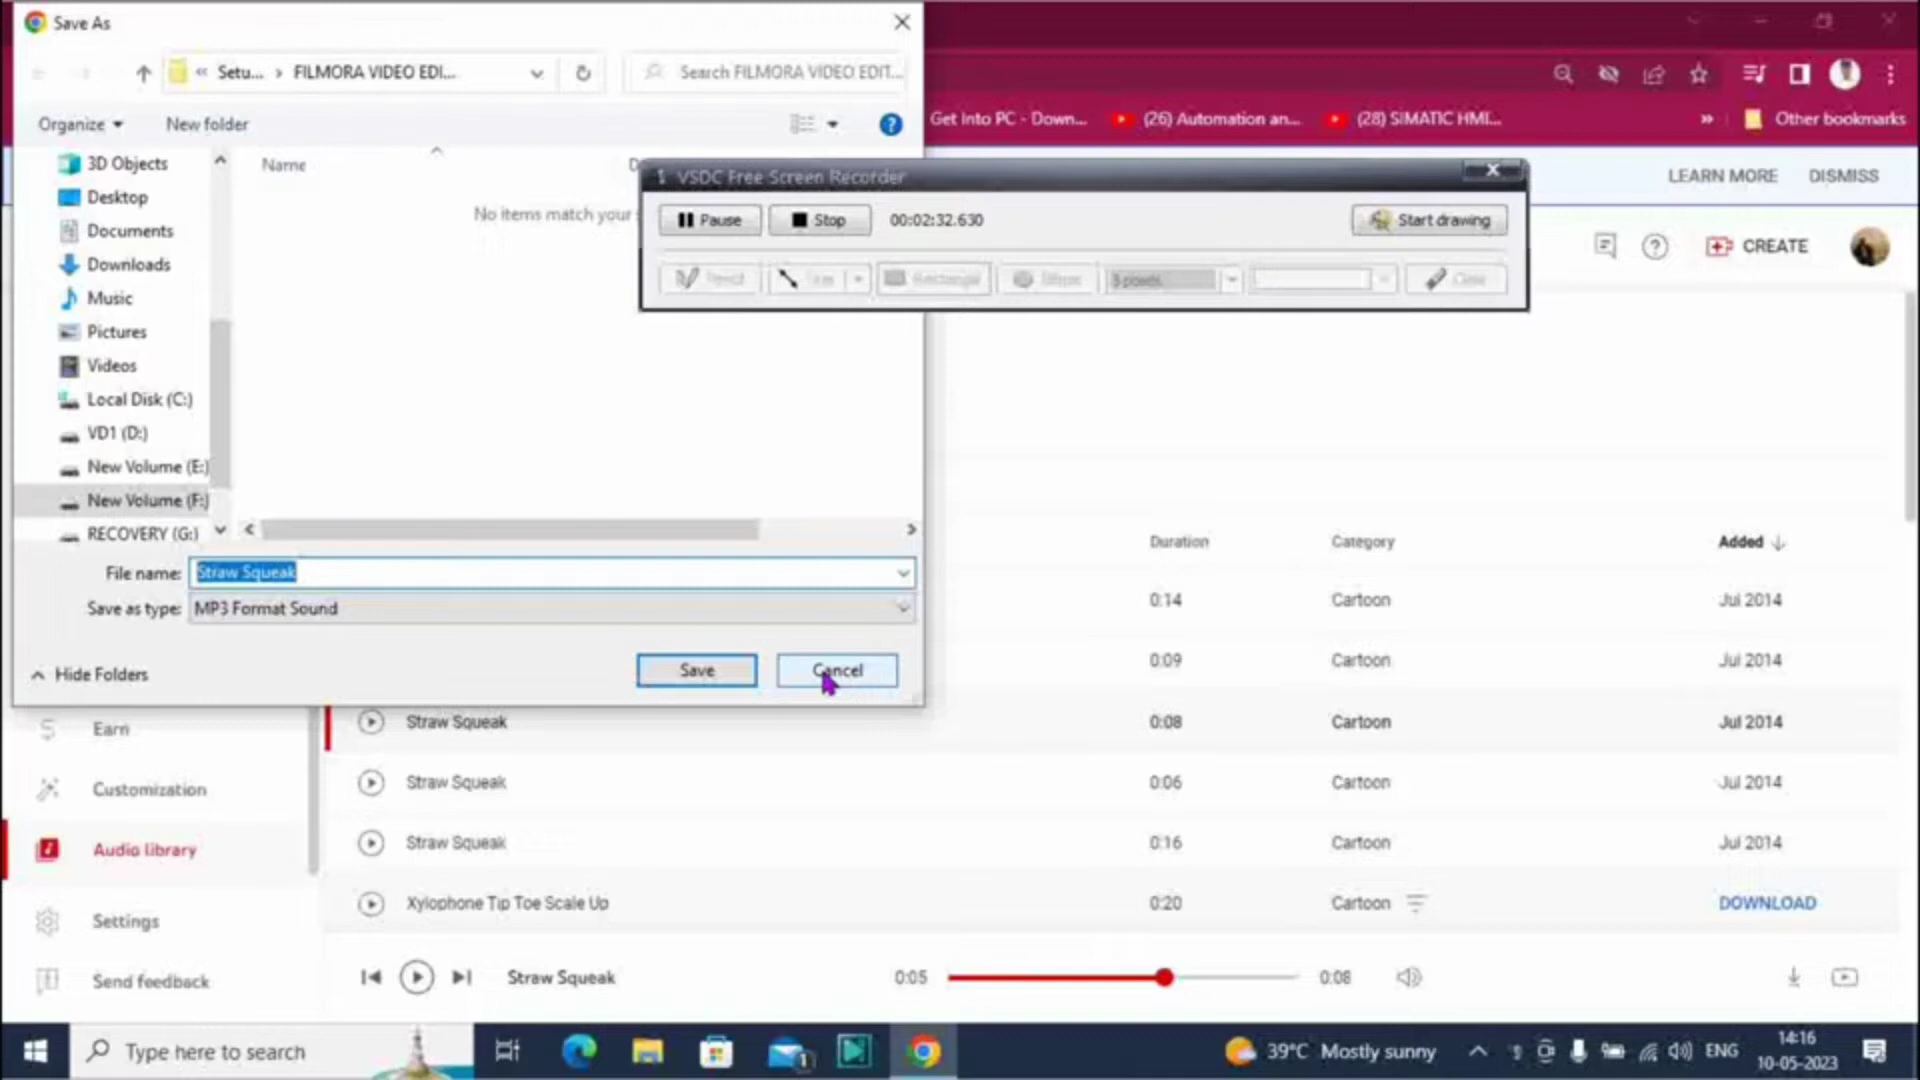 Save As
« Setu... › FILMORA VIDEO EDI...
Search FILMORA VIDEO EDIT...
Organize
New folder
Get Into PC - Down...
(26) Automation an...
(28) SIMATIC HMI...
»
Other bookmarks
3D Objects
Desktop
Documents
Downloads
Music
Pictures
Videos
Local Disk (C:)
VD1 (D:)
New Volume (E:)
New Volume (F:)
RECOVERY (G:)
Name
No items match your
VSDC Free Screen Recorder
Pause
Stop
00:02:32.630
Start drawing
Pencil
Line
Rectangle
Ellipse
Clear
LEARN MORE
DISMISS
CREATE
File name: Straw Squeak
Save as type: MP3 Format Sound
Hide Folders
Save
Cancel
Duration Category Added
0:14 Cartoon Jul 2014
0:09 Cartoon Jul 2014
Straw Squeak 0:08 Cartoon Jul 2014
Straw Squeak 0:06 Cartoon Jul 2014
Straw Squeak 0:16 Cartoon Jul 2014
Xylophone Tip Toe Scale Up 0:20 Cartoon DOWNLOAD
Earn
Customization
Audio library
Settings
Send feedback
Straw Squeak 0:05 0:08
Type here to search
1
39°C Mostly sunny
ENG
14:16
10-05-2023